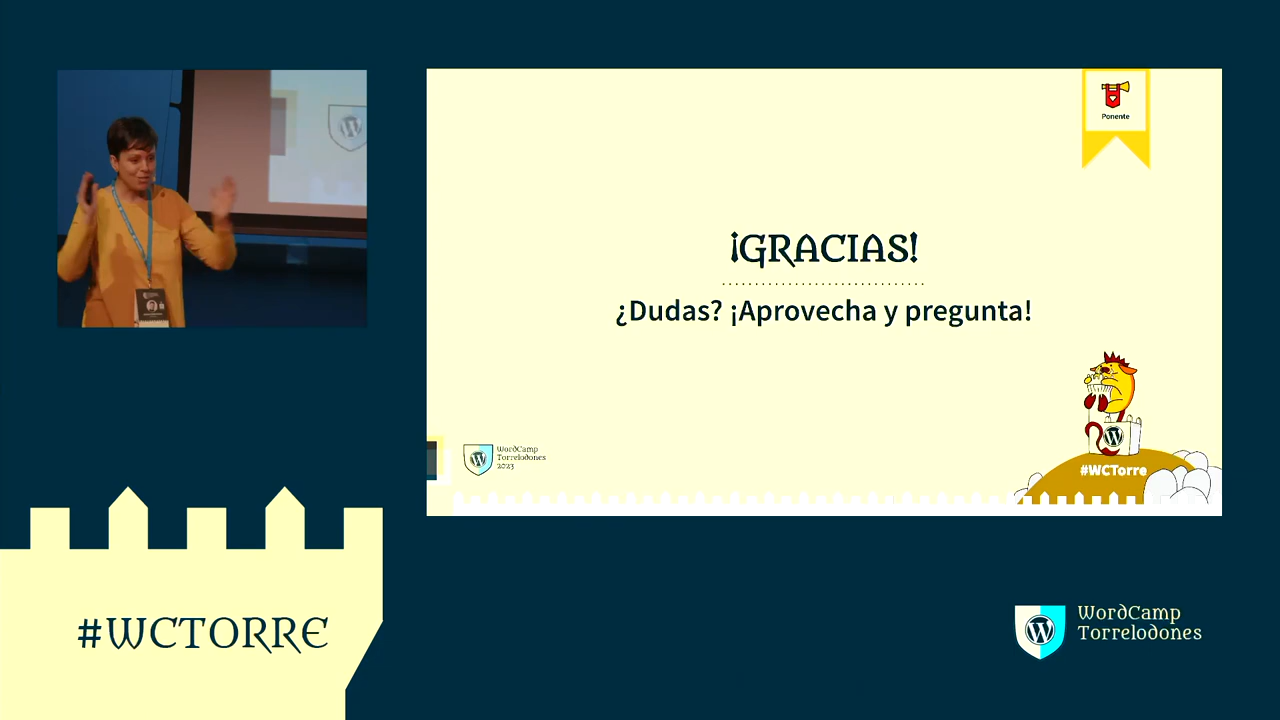 Ponente
¡GRACIAS!
¿Dudas? ¡Aprovecha y pregunta!
WordCamp
Torrelodones
2023
#WCTorre
#WCTORRE
WordCamp
Torrelodones